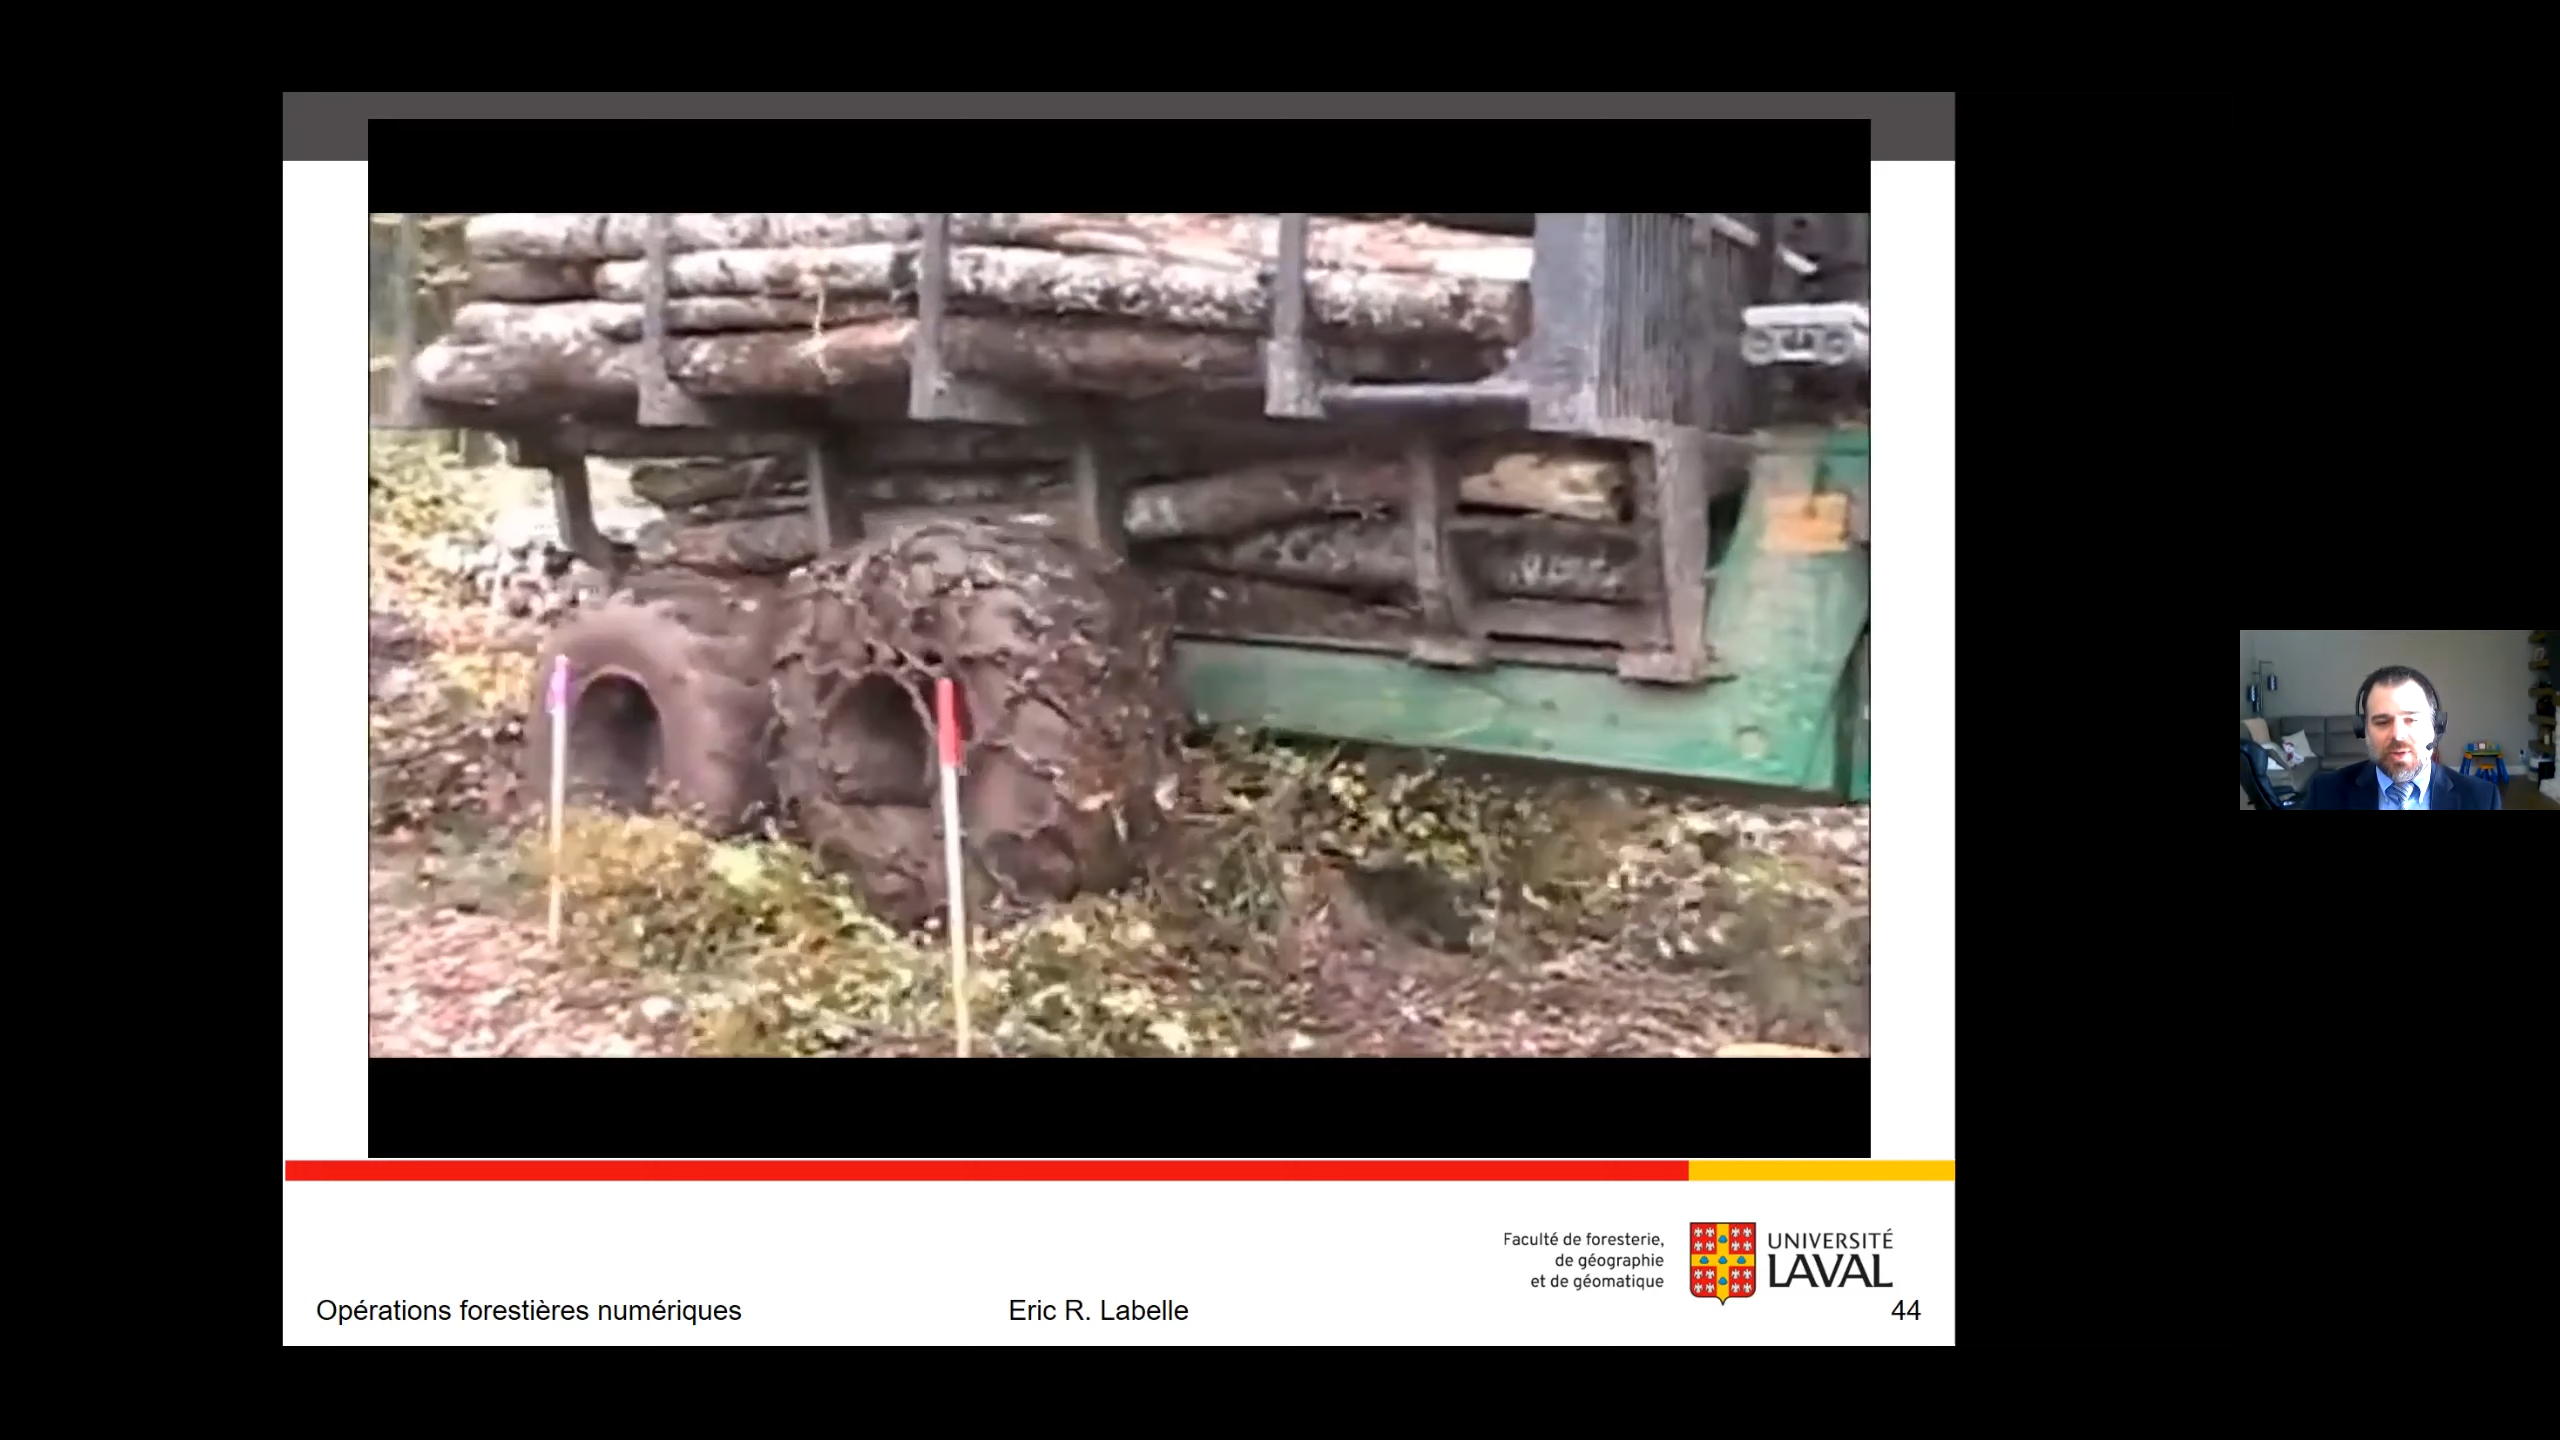 Faculté de foresterie,
de géographie
et de géomatique
UNIVERSITÉ
LAVAL
Opérations forestières numériques
Eric R. Labelle
44